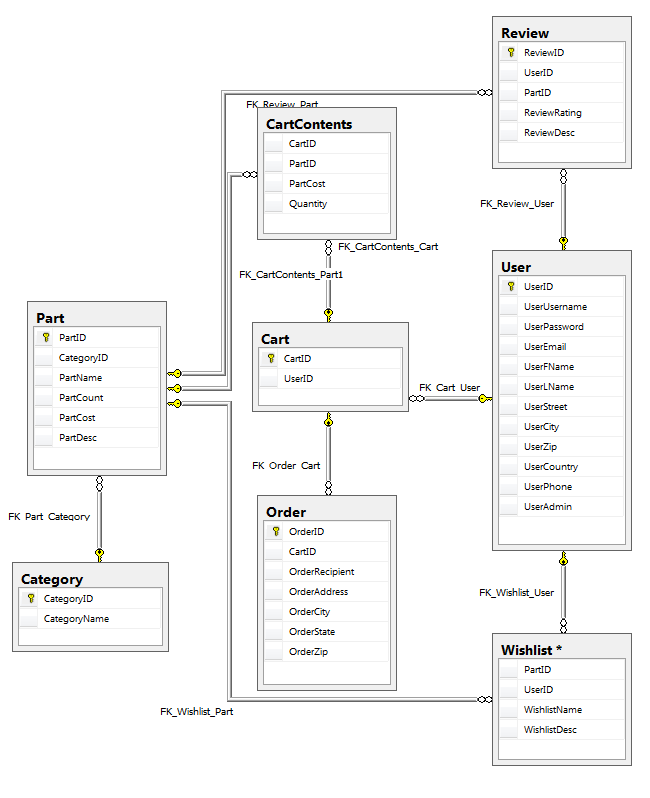 Review
ReviewID
UserID
PartID
ReviewRating
ReviewDesc
FK_Review_Part
CartContents
CartID
PartID
PartCost
Quantity
FK_Review_User
FK_CartContents_Cart
FK_CartContents_Part1
User
UserID
UserUsername
UserPassword
UserEmail
UserFName
UserLName
UserStreet
UserCity
UserZip
UserCountry
UserPhone
UserAdmin
Part
PartID
CategoryID
PartName
PartCount
PartCost
PartDesc
Cart
CartID
UserID
FK_Cart_User
FK_Order_Cart
FK_Part_Category
Order
OrderID
CartID
OrderRecipient
OrderAddress
OrderCity
OrderState
OrderZip
Category
CategoryID
CategoryName
FK_Wishlist_User
Wishlist *
PartID
UserID
WishlistName
WishlistDesc
FK_Wishlist_Part